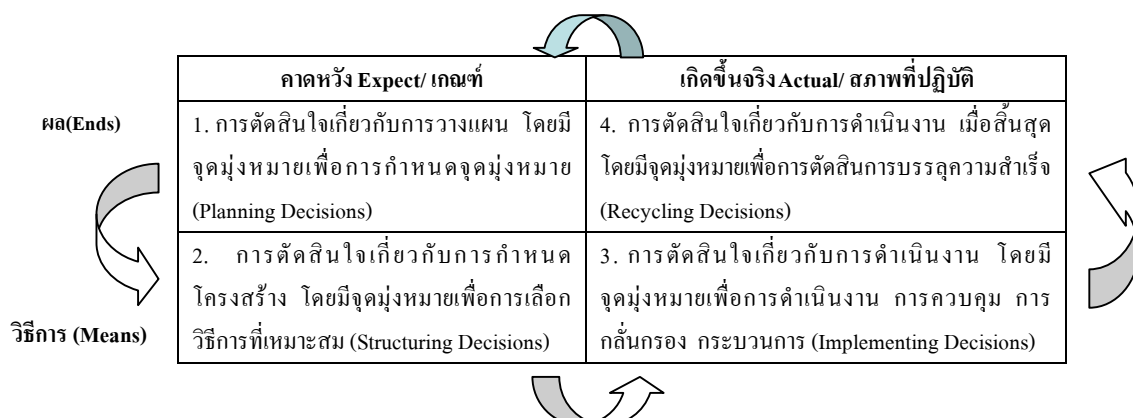 คาดหวัง Expect/ เกณฑ์
เกิดขึ้นจริง Actual/ สภาพที่ปฏิบัติ
ผล(Ends)
1. การตัดสินใจเกี่ยวกับการวางแผน โดยมี
จุดมุ่งหมายเพื่อการกำหนดจุดมุ่งหมาย
(Planning Decisions)
4. การตัดสินใจเกี่ยวกับการดำเนินงาน เมื่อสิ้นสุด
โดยมีจุดมุ่งหมายเพื่อการตัดสินการบรรลุความสำเร็จ
(Recycling Decisions)
วิธีการ (Means)
2. การตัดสินใจเกี่ยวกับการกำหนด
โครงสร้าง โดยมีจุดมุ่งหมายเพื่อการเลือก
วิธีการที่เหมาะสม (Structuring Decisions)
3. การตัดสินใจเกี่ยวกับการดำเนินงาน โดยมี
จุดมุ่งหมายเพื่อการดำเนินงาน การควบคุม การ
กลั่นกรอง กระบวนการ (Implementing Decisions)